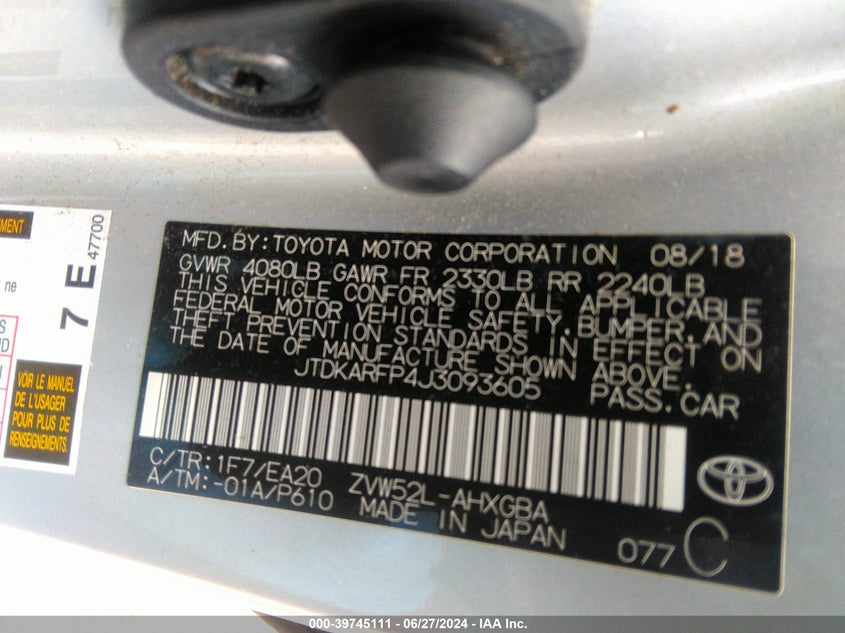 MENT
ne
7 E
47700
S
ND
H
VOIR LE MANUEL
DE L'USAGER
POUR PLUS DE
RENSEIGNEMENTS.
MFD.BY:TOYOTA MOTOR CORPORATION 08/18
GVWR 4080LB GAWR FR 2330LB RR 2240LB
THIS VEHICLE CONFORMS TO ALL APPLICABLE
FEDERAL MOTOR VEHICLE SAFETY,BUMPER,AND
THEFT PREVENTION STANDARDS IN EFFECT ON
THE DATE OF MANUFACTURE SHOWN ABOVE.
JTDKARFP4J3093605 PASS.CAR
C/TR:1F7/EA20 ZVW52L-AHXGBA
A/TM:-01A/P610 MADE IN JAPAN
077 C
000-39745111 - 06/27/2024 - IAA Inc.